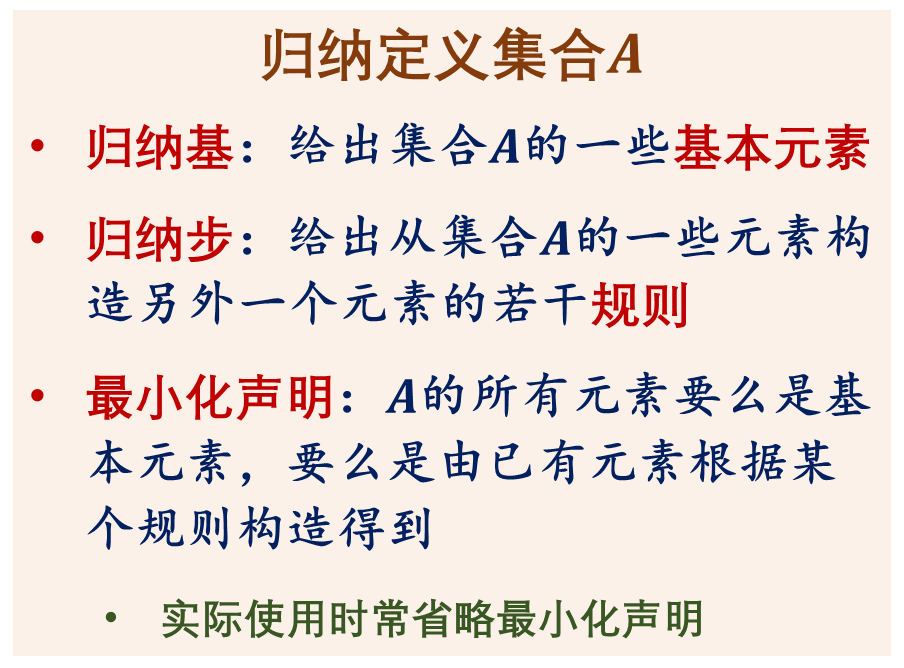 归纳定义集合A
• 归纳基：给出集合A的一些基本元素
• 归纳步：给出从集合A的一些元素构
造另外一个元素的若干规则
• 最小化声明：A的所有元素要么是基
本元素，要么是由已有元素根据某
个规则构造得到
• 实际使用时常省略最小化声明